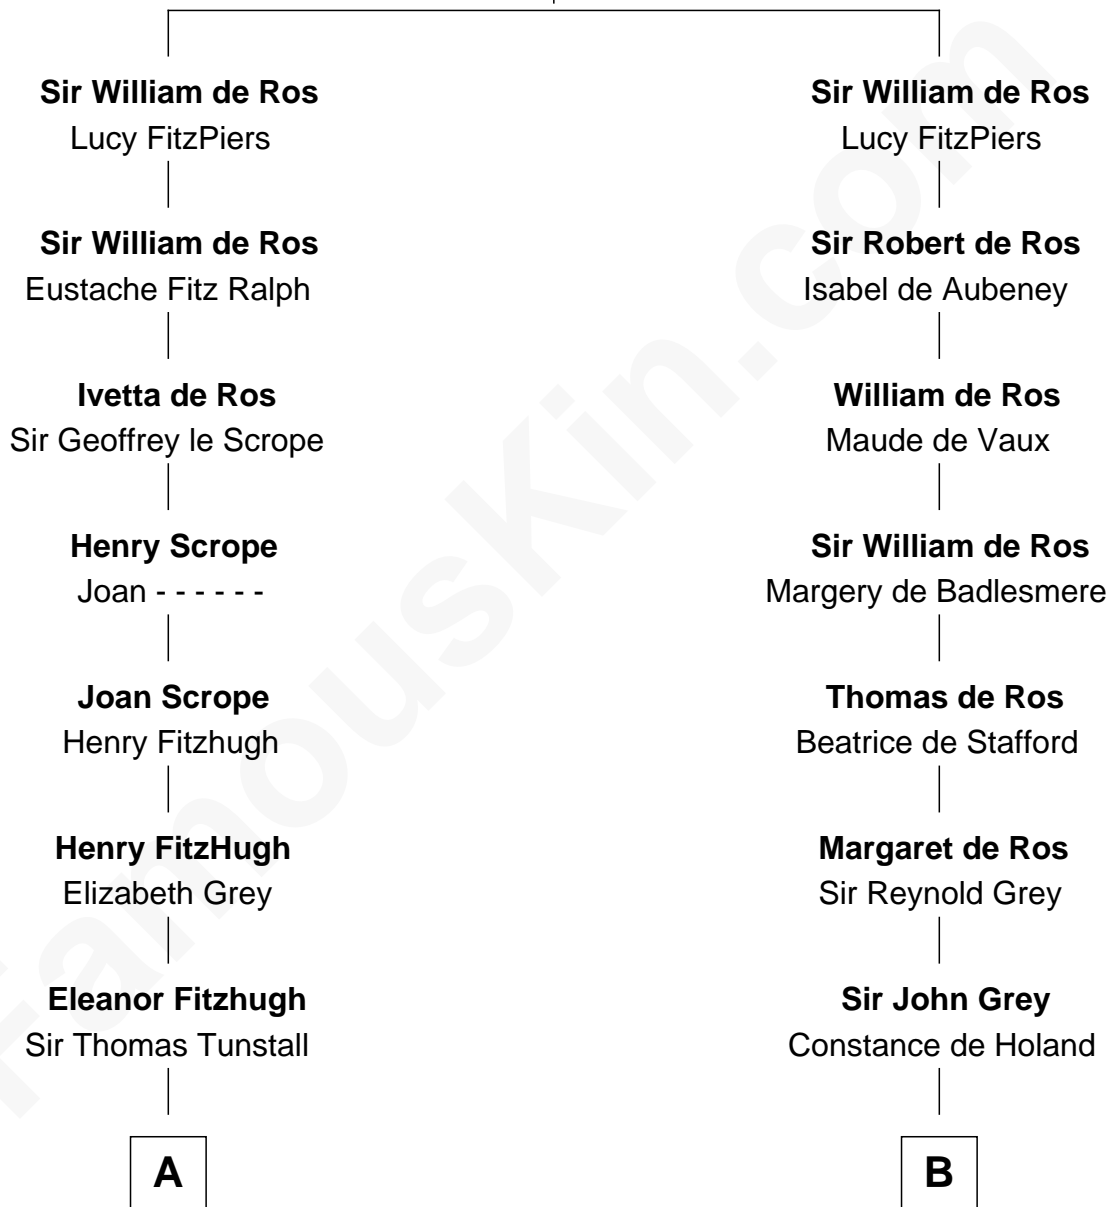 Sir William de Ros
Lucy FitzPiers
Sir William de Ros
Eustache Fitz Ralph
Ivetta de Ros
Sir Geoffrey le Scrope
Henry Scrope
Joan - - - - - -
Joan Scrope
Henry Fitzhugh
Henry FitzHugh
Elizabeth Grey
Eleanor Fitzhugh
Sir Thomas Tunstall
A
Sir William de Ros
Lucy FitzPiers
Sir Robert de Ros
Isabel de Aubeney
William de Ros
Maude de Vaux
Sir William de Ros
Margery de Badlesmere
Thomas de Ros
Beatrice de Stafford
Margaret de Ros
Sir Reynold Grey
Sir John Grey
Constance de Holand
B
FamousKin.com